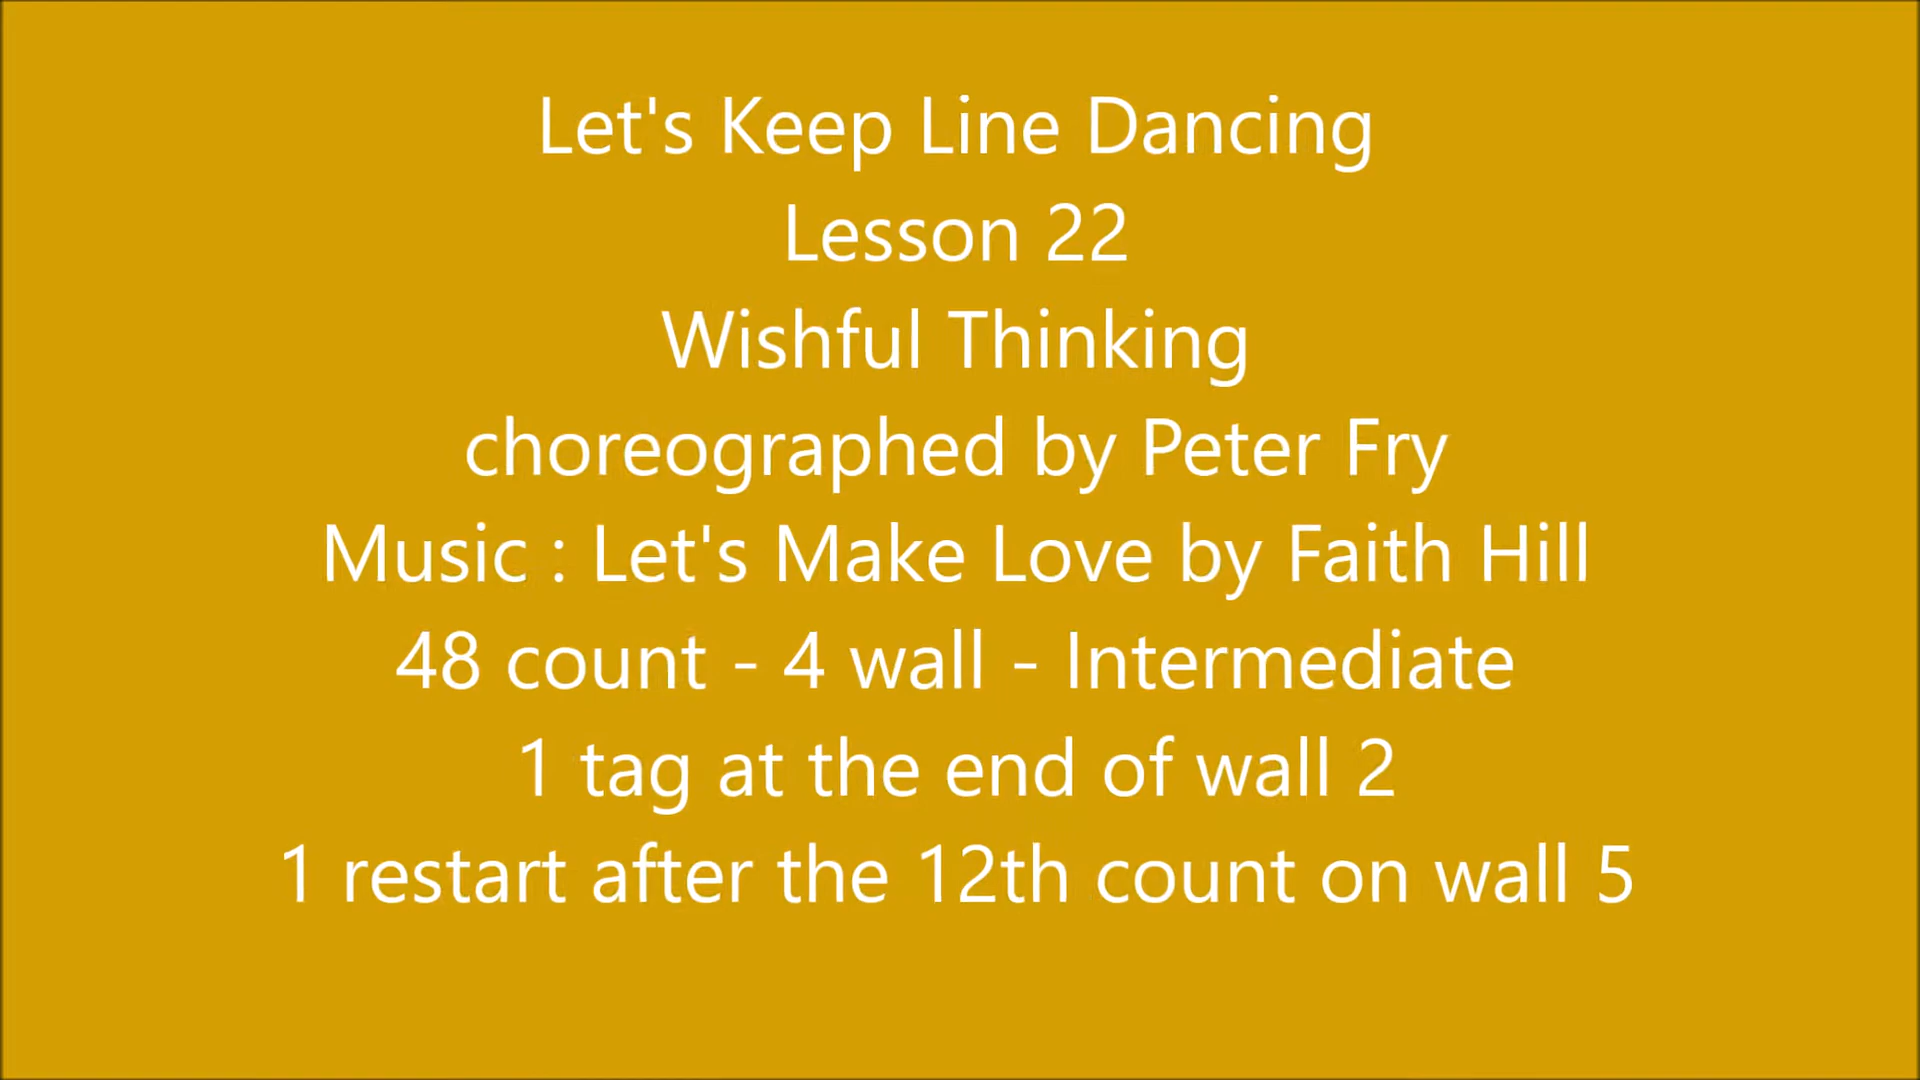 Let's Keep Line Dancing
Lesson 22
Wishful Thinking
choreographed by Peter Fry
Music : Let's Make Love by Faith Hill
48 count - 4 wall - Intermediate
1 tag at the end of wall 2
1 restart after the 12th count on wall 5